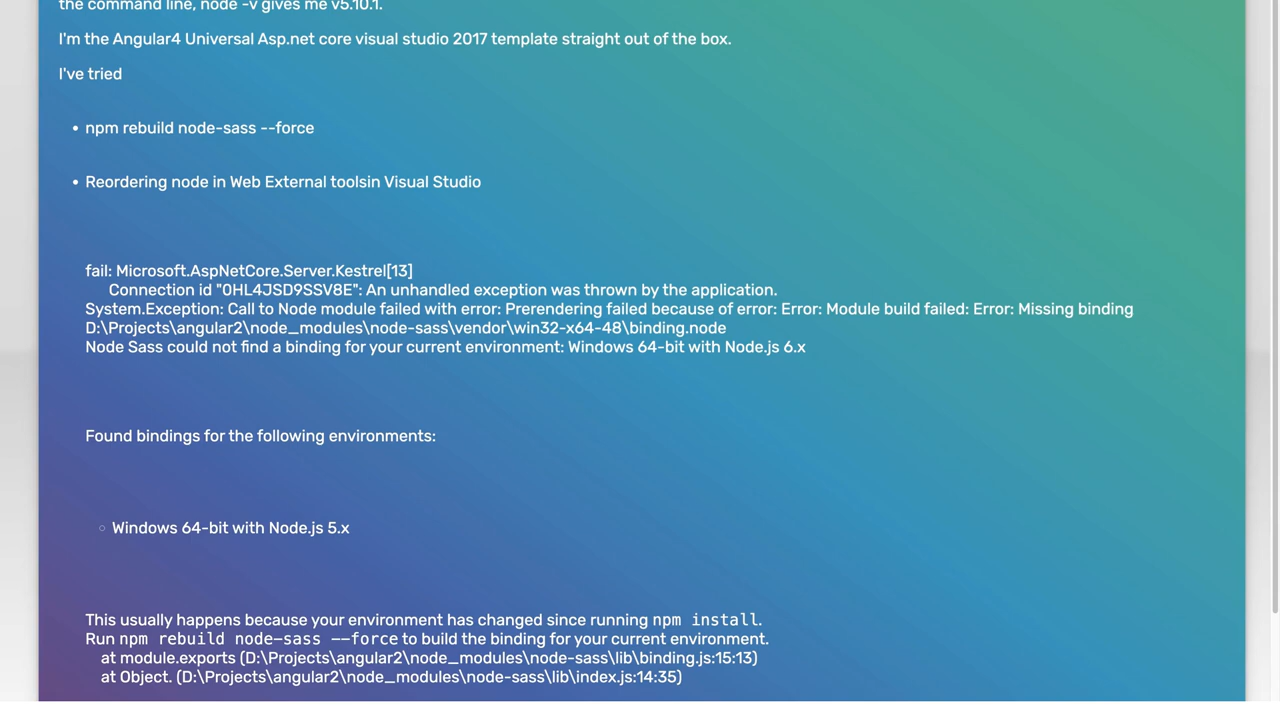 the command line, node -v gives me v5.10.1.
I'm the Angular4 Universal Asp.net core visual studio 2017 template straight out of the box.
I've tried
• npm rebuild node-sass --force
• Reordering node in Web External toolsin Visual Studio
fail: Microsoft.AspNetCore.Server.Kestrel[13]
Connection id "0HL4JSD9SSV8E": An unhandled exception was thrown by the application.
System.Exception: Call to Node module failed with error: Prerendering failed because of error: Error: Module build failed: Error: Missing binding
D:\Projects\angular2\node_modules\node-sass\vendor\win32-x64-48\binding.node
Node Sass could not find a binding for your current environment: Windows 64-bit with Node.js 6.x
Found bindings for the following environments:
○ Windows 64-bit with Node.js 5.x
This usually happens because your environment has changed since running npm install.
Run npm rebuild node-sass --force to build the binding for your current environment.
at module.exports (D:\Projects\angular2\node_modules\node-sass\lib\binding.js:15:13)
at Object. (D:\Projects\angular2\node_modules\node-sass\lib\index.js:14:35)